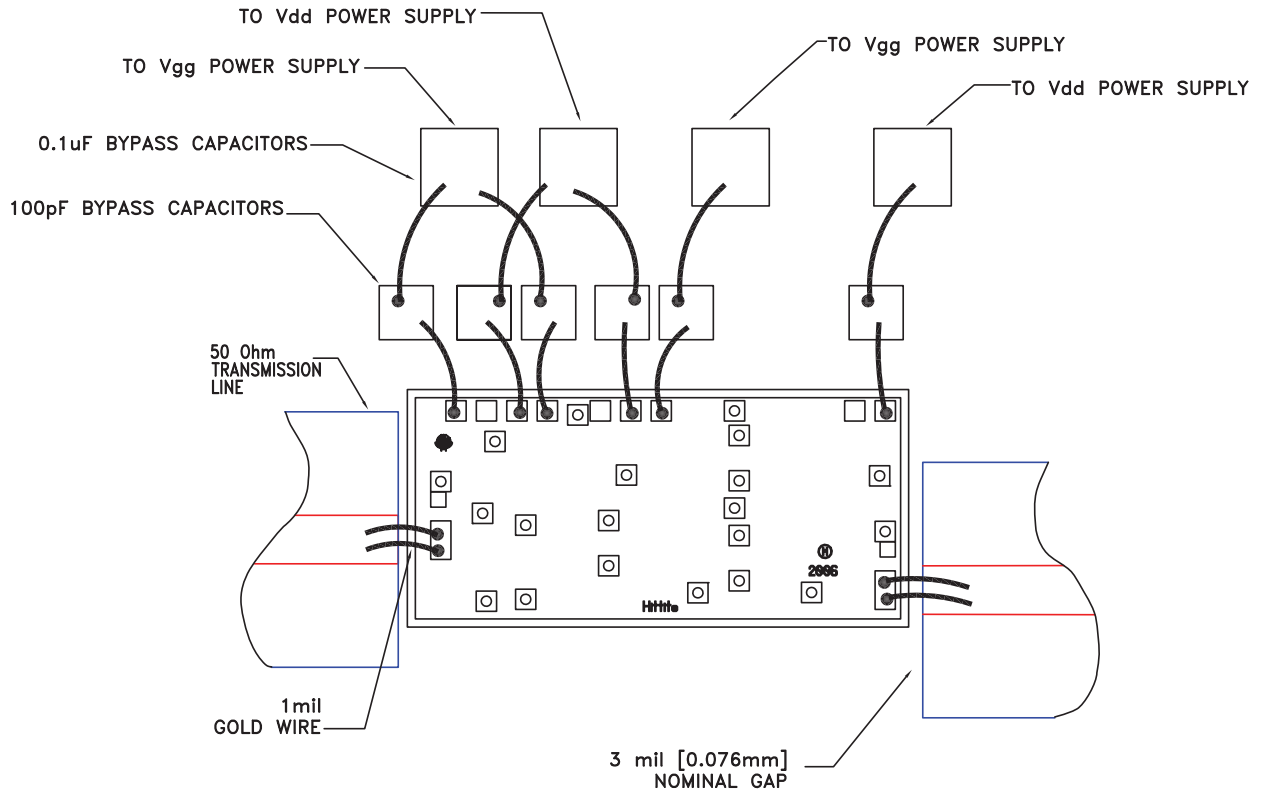 TO Vdd POWER SUPPLY
TO Vgg POWER SUPPLY
TO Vgg POWER SUPPLY
TO Vdd POWER SUPPLY
0.1uF BYPASS CAPACITORS
100pF BYPASS CAPACITORS
50 Ohm
TRANSMISSION
LINE
H
2006
Hittite
1mil
GOLD WIRE
3 mil [0.076mm]
NOMINAL GAP